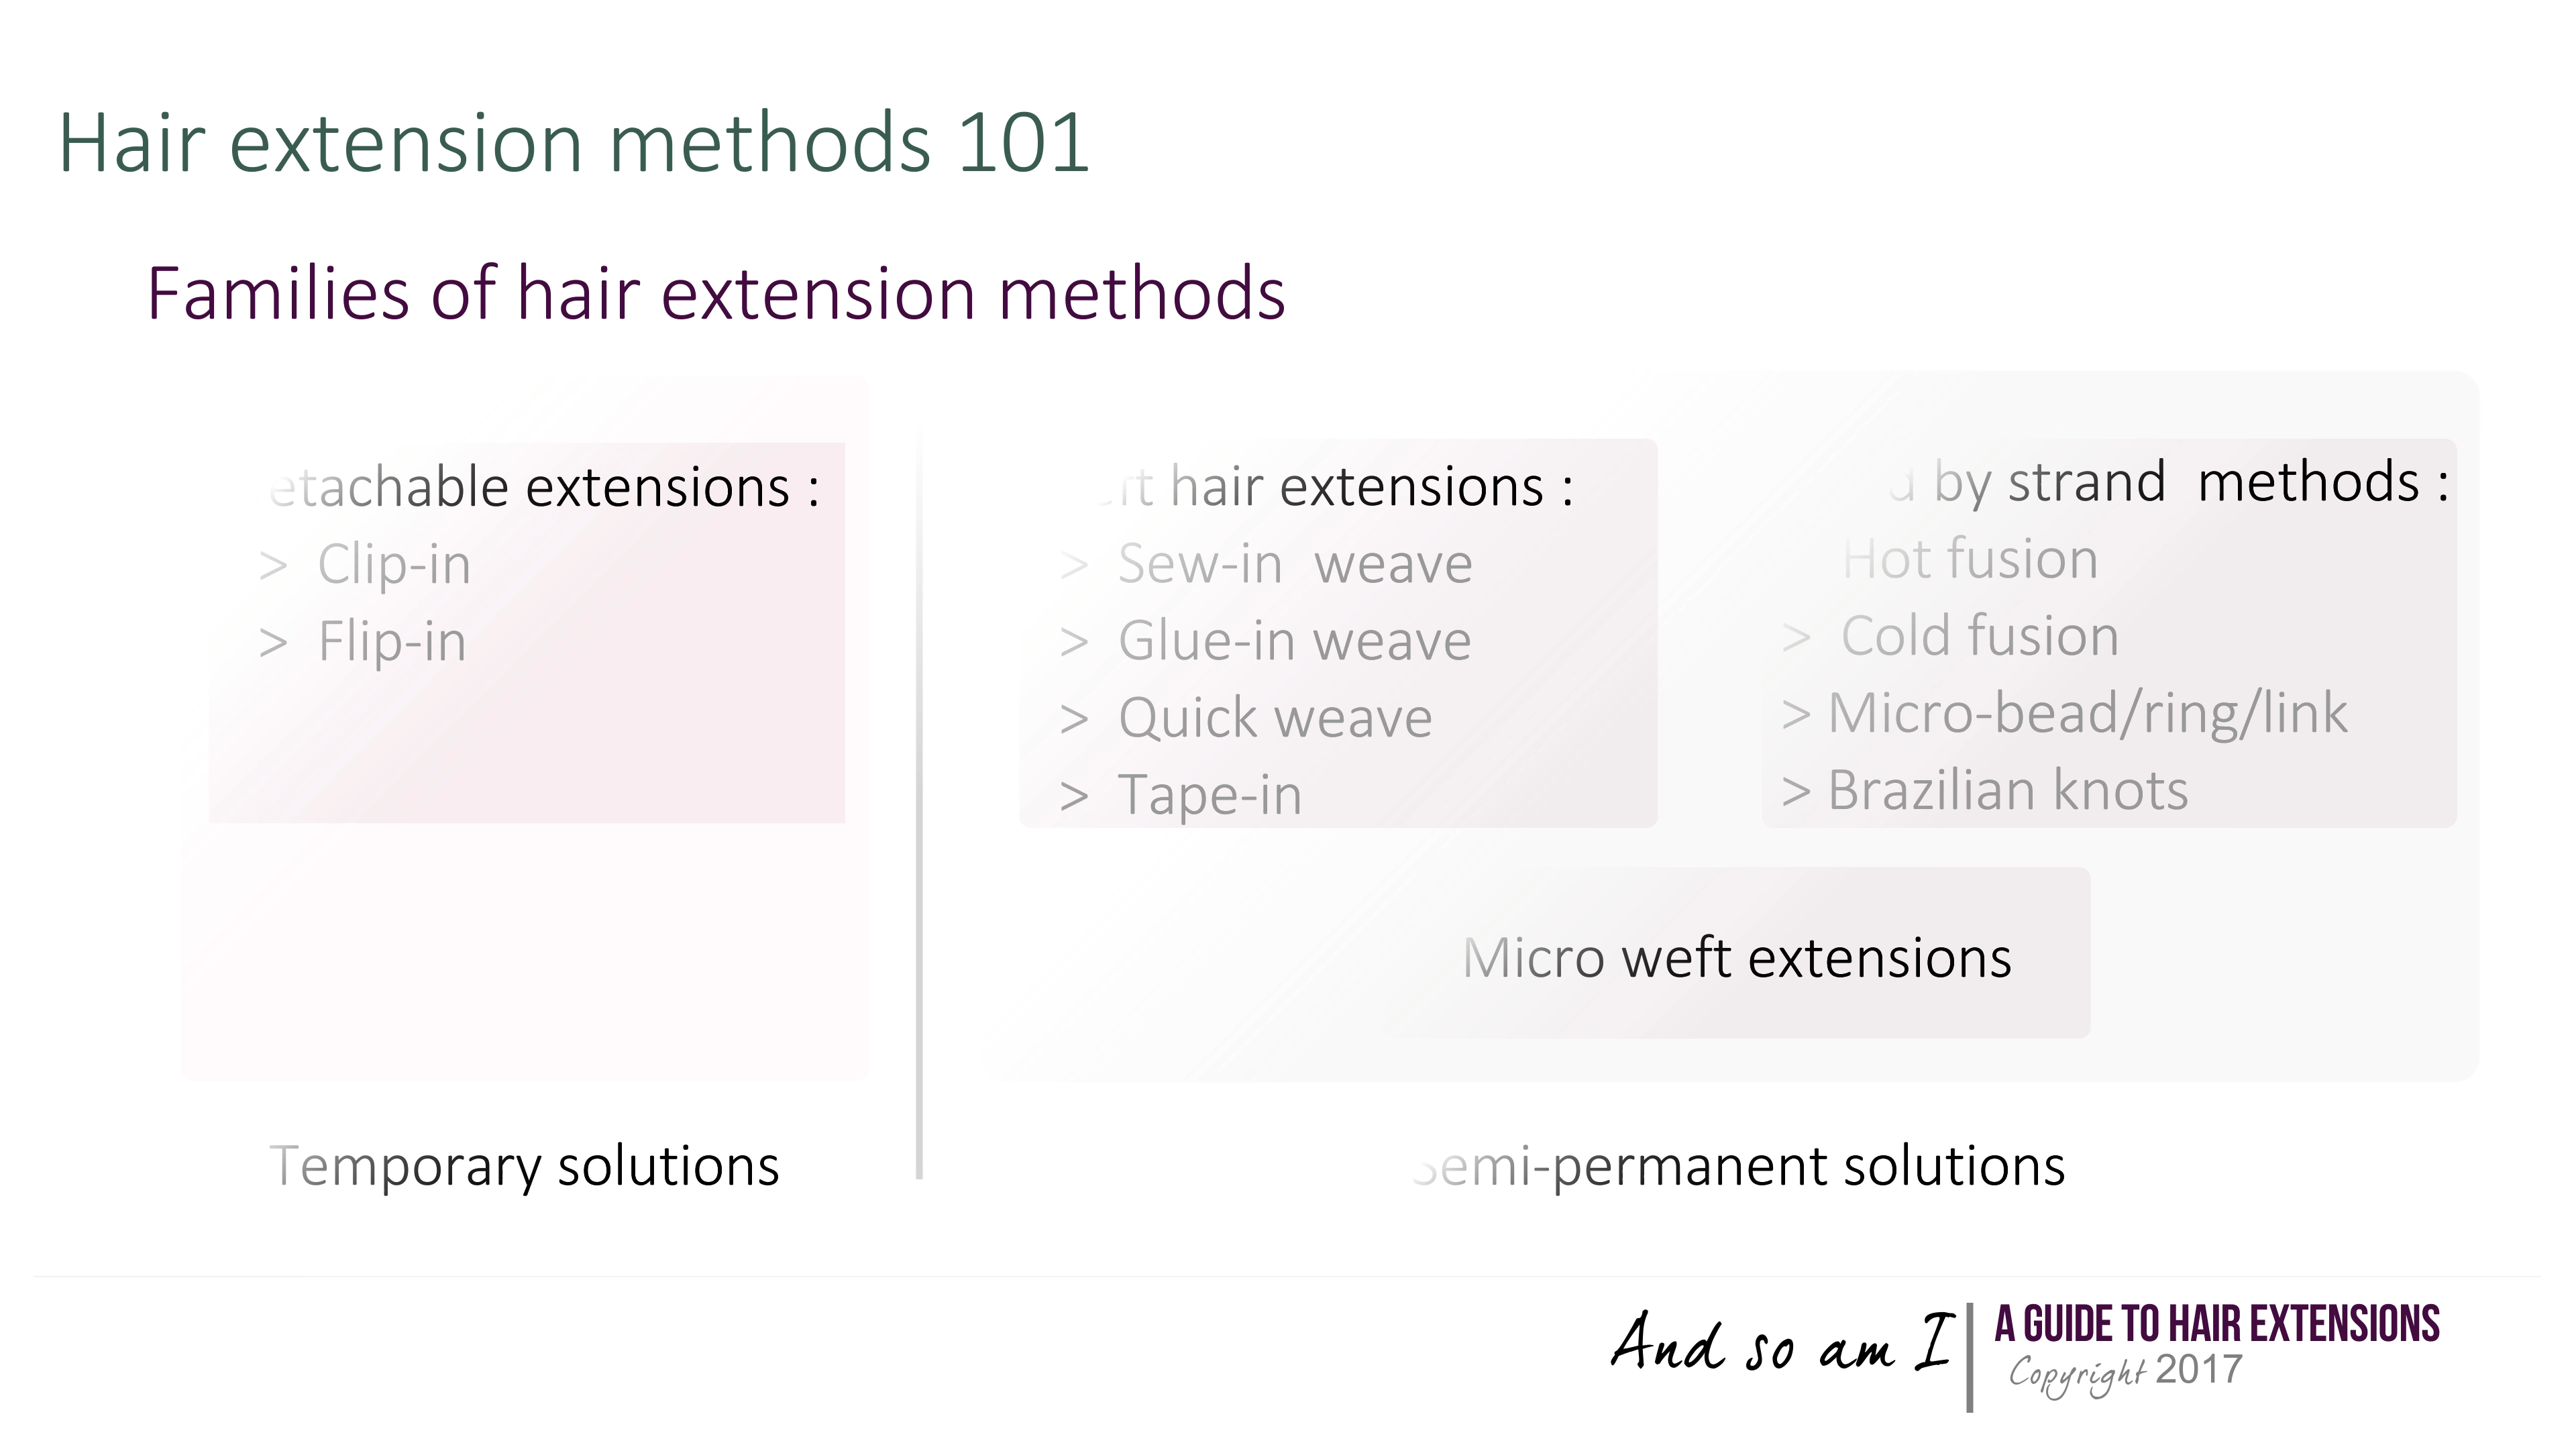 Hair extension methods 101
Families of hair extension methods
etachable extensions :
> Clip-in
> Flip-in
hair extensions :
> Sew-in weave
> Glue-in weave
> Quick weave
> Tape-in
by strand methods :
Hot fusion
> Cold fusion
> Micro-bead/ring/link
> Brazilian knots
Micro weft extensions
Temporary solutions
Semi-permanent solutions
And so am I
A GUIDE TO HAIR EXTENSIONS
Copyright 2017